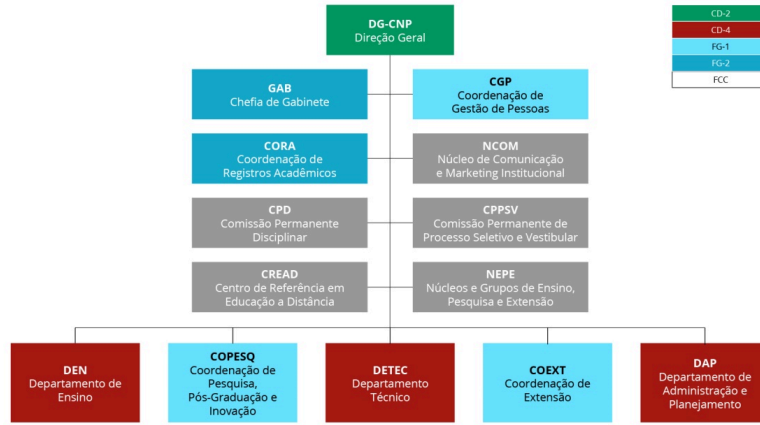 DG-CNP
Direção Geral
CD-2
CD-4
FG-1
FG-2
FCC
GAB
Chefia de Gabinete
CGP
Coordenação de
Gestão de Pessoas
CORA
Coordenação de
Registros Acadêmicos
NCOM
Núcleo de Comunicação
e Marketing Institucional
CPD
Comissão Permanente
Disciplinar
CPPSV
Comissão Permanente de
Processo Seletivo e Vestibular
CREAD
Centro de Referência em
Educação a Distância
NEPE
Núcleos e Grupos de Ensino,
Pesquisa e Extensão
DEN
Departamento de
Ensino
COPESQ
Coordenação de
Pesquisa,
Pós-Graduação e
Inovação
DETEC
Departamento
Técnico
COEXT
Coordenação de
Extensão
DAP
Departamento de
Administração e
Planejamento